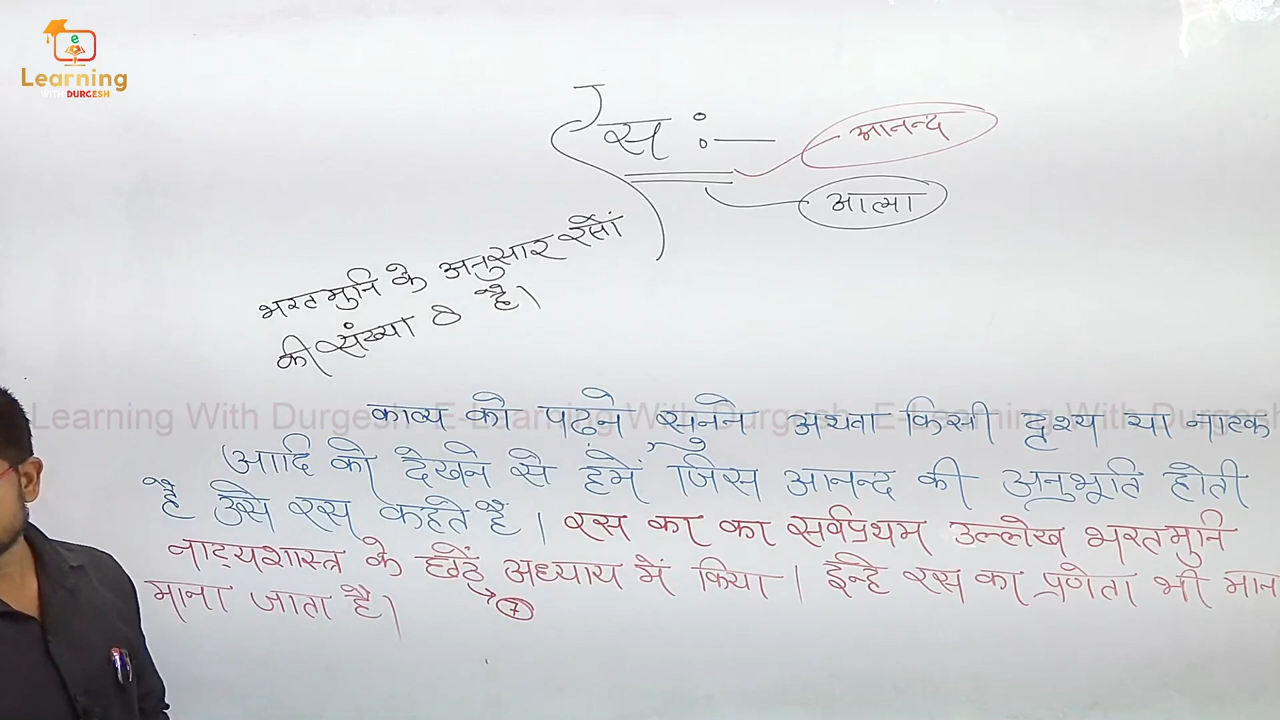 e
Learning
WITH DURGESH
रस :—
आनन्द
आत्मा
भरतमुनि के अनुसार रसों
की संख्या 8 है।
काव्य को पढ़ने सुनने अथवा किसी दृश्य या नाटक
आदि को देखने से हमें जिस आनन्द की अनुभूति होती
है उसे रस कहते है । रस का का सर्वप्रथम उल्लेख भरतमुनि
नाट्यशास्त्र के छठें अध्याय में किया । इन्हे रस का प्रणेता भी मान
7
माना जाता है।
Learning With Durgesh E-Learning With Durgesh E-Learning With Durgesh